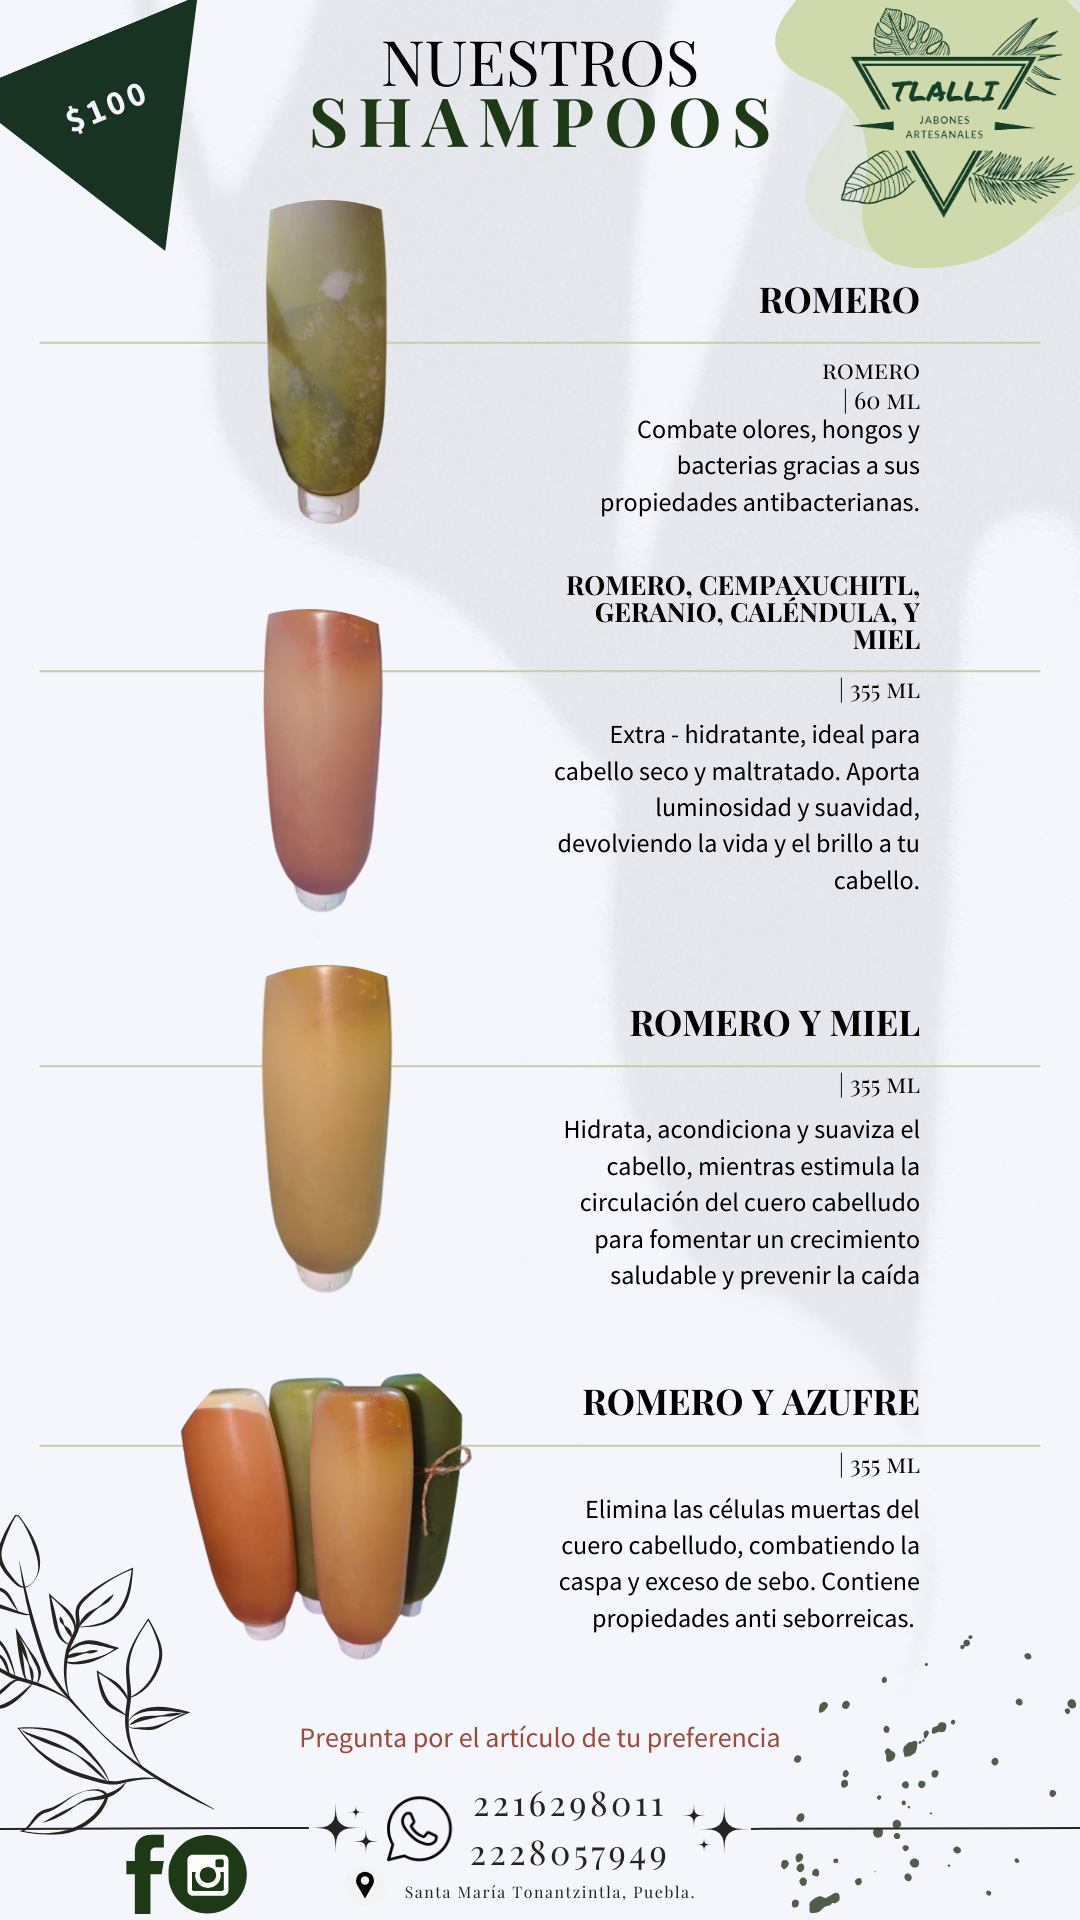 $100
NUESTROS
SHAMPOOS
TLALLI
JABONES
ARTESANALES
ROMERO
ROMERO
| 60 ML
Combate olores, hongos y
bacterias gracias a sus
propiedades antibacterianas.
ROMERO, CEMPAXUCHITL,
GERANIO, CALÉNDULA, Y
MIEL
| 355 ML
Extra - hidratante, ideal para
cabello seco y maltratado. Aporta
luminosidad y suavidad,
devolviendo la vida y el brillo a tu
cabello.
ROMERO Y MIEL
| 355 ML
Hidrata, acondiciona y suaviza el
cabello, mientras estimula la
circulación del cuero cabelludo
para fomentar un crecimiento
saludable y prevenir la caída
ROMERO Y AZUFRE
| 355 ML
Elimina las células muertas del
cuero cabelludo, combatiendo la
caspa y exceso de sebo. Contiene
propiedades anti seborreicas.
Pregunta por el artículo de tu preferencia
2216298011
2228057949
Santa María Tonantzintla, Puebla.